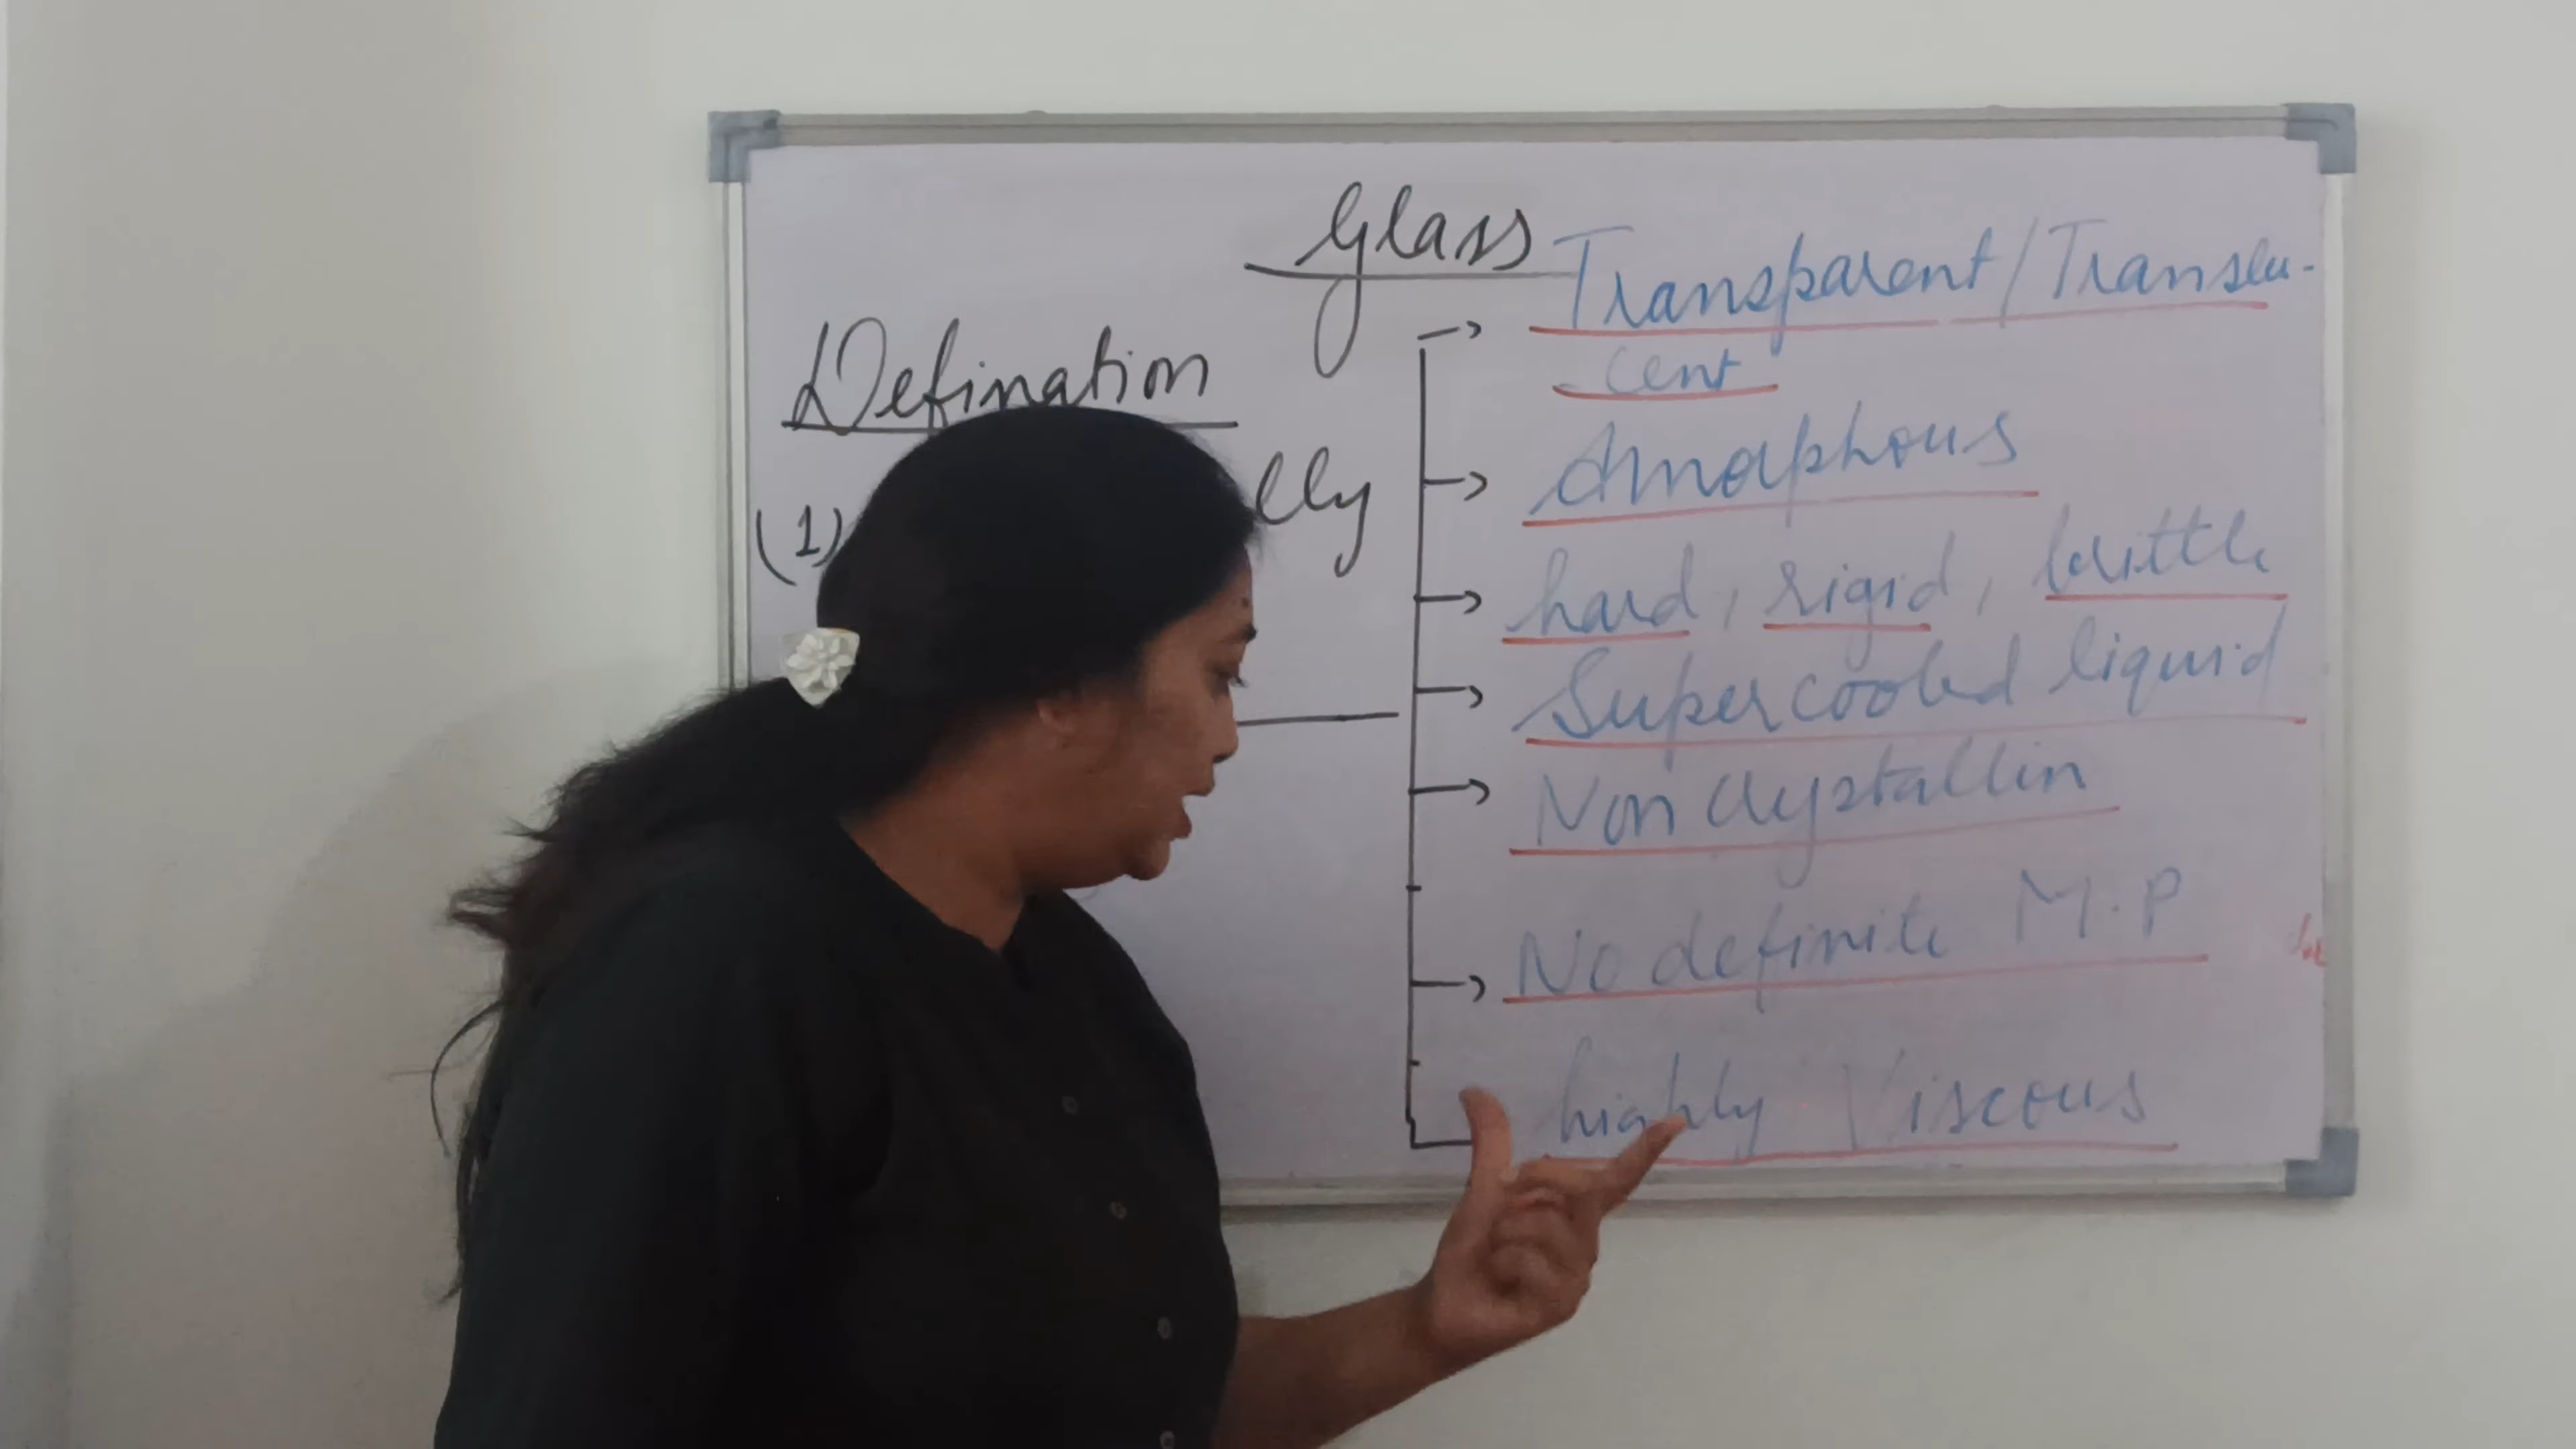 Glass
Defination
(1) lly
Transparent/Translu-
cent
Amorphous
hard, rigid, brittle
Supercooled liquid
Non Crystallin
No definite M.P
highly Viscous